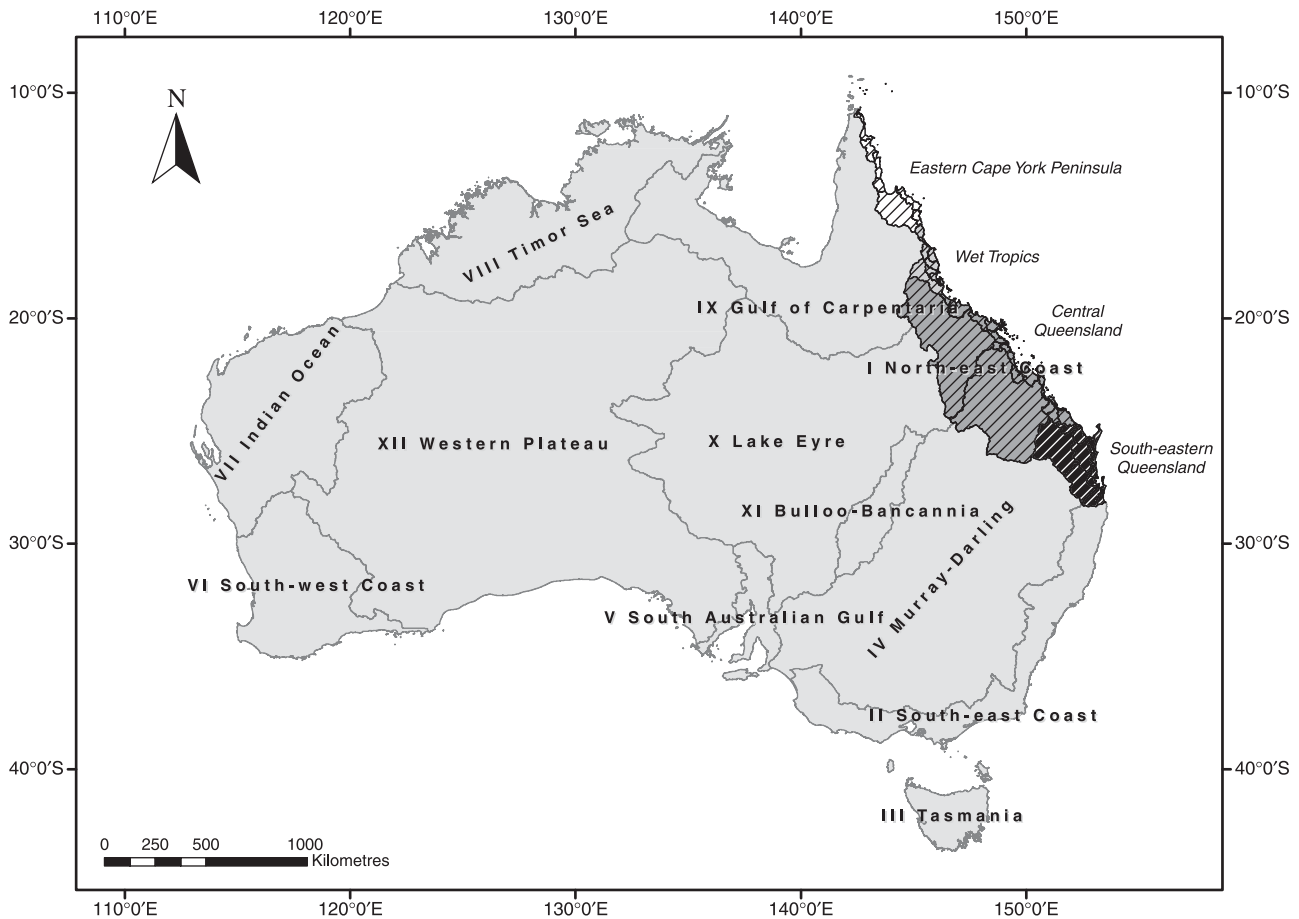 110°0′E 120°0′E 130°0′E 140°0′E 150°0′E
10°0′S 10°0′S
N
Eastern Cape York Peninsula
VIII Timor Sea
Wet Tropics
IX Gulf of Carpentaria
Central
Queensland
20°0′S 20°0′S
I North-east Coast
VII Indian Ocean
XII Western Plateau
X Lake Eyre
South-eastern
Queensland
XI Bulloo-Bancannia
30°0′S 30°0′S
IV Murray-Darling
VI South-west Coast
V South Australian Gulf
II South-east Coast
40°0′S 40°0′S
III Tasmania
0 250 500 1000
Kilometres
110°0′E 120°0′E 130°0′E 140°0′E 150°0′E